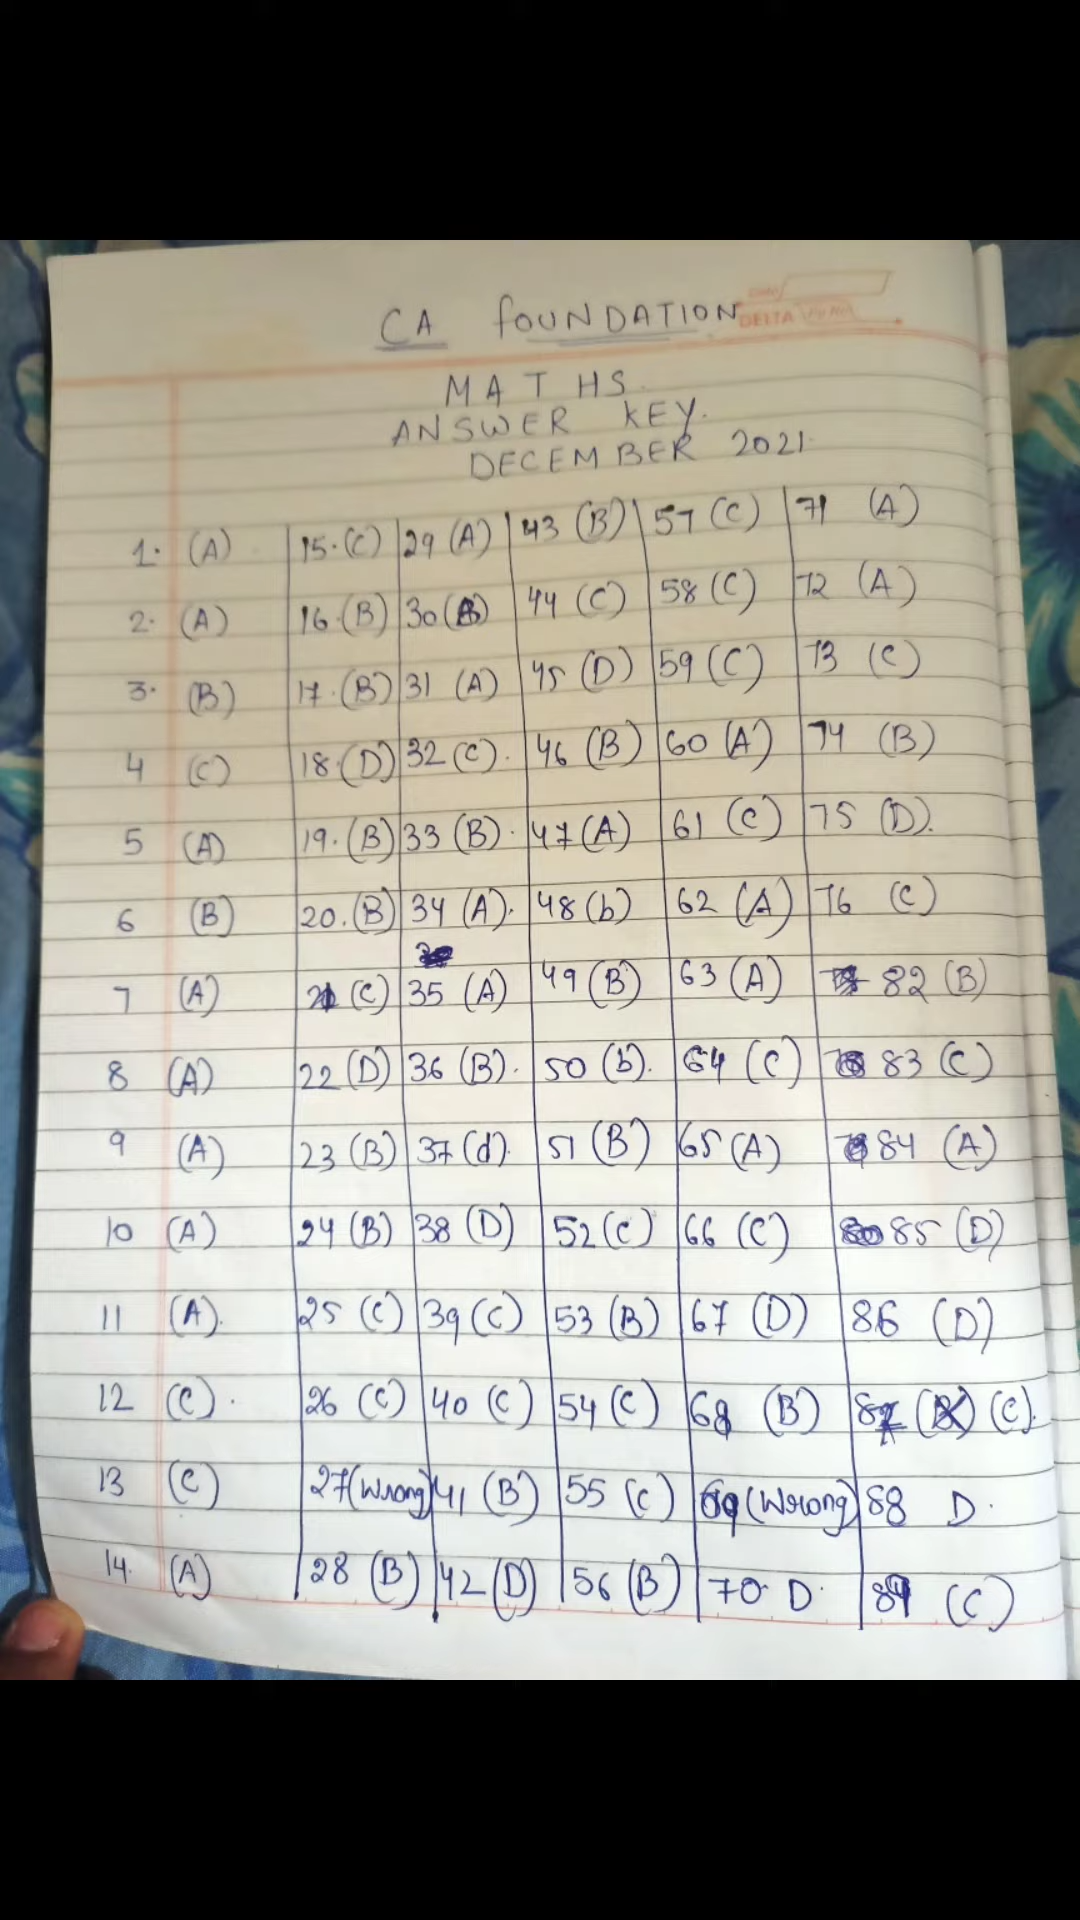 CA FOUNDATION
DELTA
MATHS.
ANSWER KEY.
DECEMBER 2021.
1. (A) 15. (C) 29 (A) 43 (B) 57 (C) 71 (A)
2. (A) 16. (B) 30 44 (C) 58 (C) 72 (A)
3. (B) 17. (B) 31 (A) 45 (D) 59 (C) 73 (C)
4 (C) 18. (D) 32 (C). 46 (B) 60 (A) 74 (B)
5 (A) 19. (B) 33 (B). 47 (A) 61 (C) 75 (D).
6 (B) 20. (B) 34 (A). 48 (b) 62 (A) 76 (C)
7 (A) 21 (C) 35 (A) 49 (B) 63 (A) 82 (B)
8 (A) 22 (D) 36 (B). 50 (b). 64 (C) 83 (C)
9 (A) 23 (B) 37 (d). 51 (B) 65 (A) 84 (A)
10 (A) 24 (B) 38 (D) 52 (C) 66 (C) 85 (D)
11 (A). 25 (C) 39 (C) 53 (B) 67 (D) 86 (D)
12 (C). 26 (C) 40 (C) 54 (C) 68 (B) 87 (C).
13 (C) 27 (Wrong) 41 (B) 55 (C) 69 (Wrong) 88 D.
14. (A) 28 (B) 42 (D) 56 (B) 70. D. 89 (C)